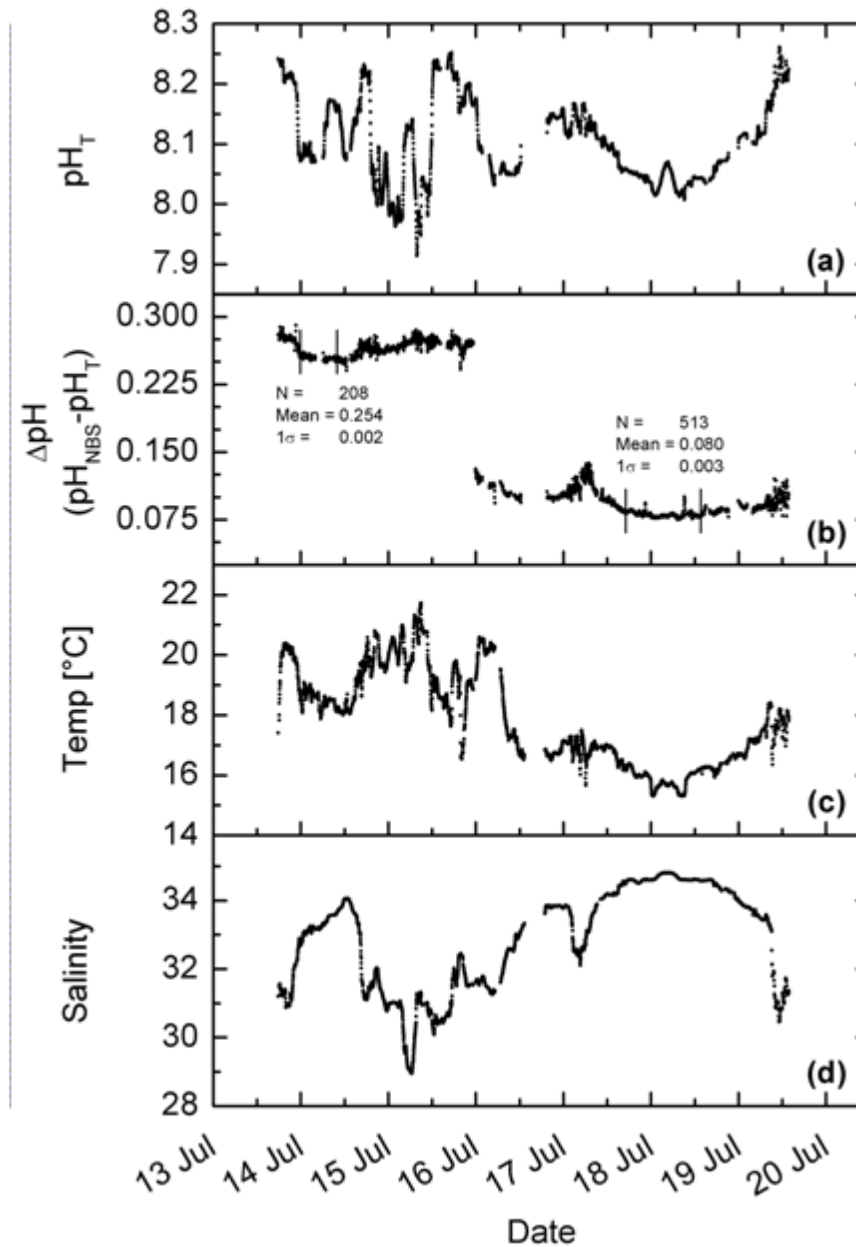 8.3
8.2
8.1
8.0
7.9
pH_T
(a)
0.300
0.225
0.150
0.075
ΔpH
(pH_NBS-pH_T)
N = 208
Mean = 0.254
1σ = 0.002
N = 513
Mean = 0.080
1σ = 0.003
(b)
22
20
18
16
14
Temp [°C]
(c)
34
32
30
28
Salinity
(d)
13 Jul
14 Jul
15 Jul
16 Jul
17 Jul
18 Jul
19 Jul
20 Jul
Date